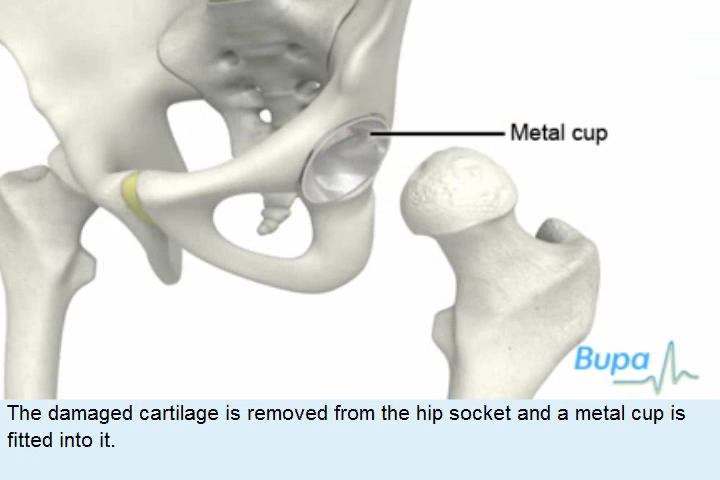 Metal cup
Bupa
The damaged cartilage is removed from the hip socket and a metal cup is
fitted into it.